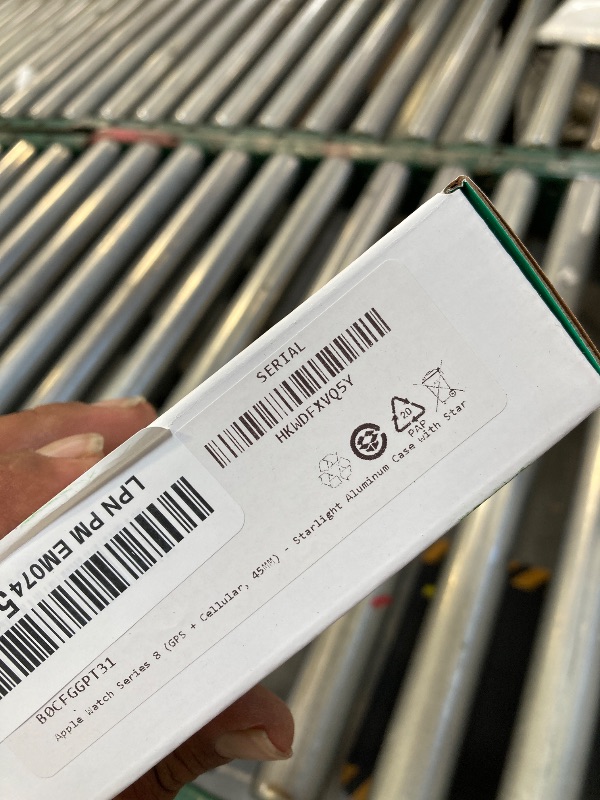 SERIAL
HKWDFXVQ5Y
20
PAP
LPN PM EM0745
B0CFGGPT31
Apple Watch Series 8 (GPS + Cellular, 45MM) - Starlight Aluminum Case with Star